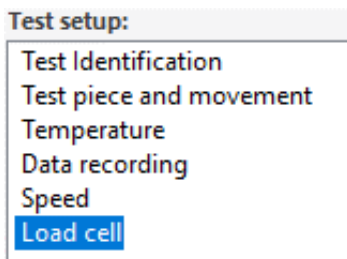 Test setup:
Test Identification
Test piece and movement
Temperature
Data recording
Speed
Load cell